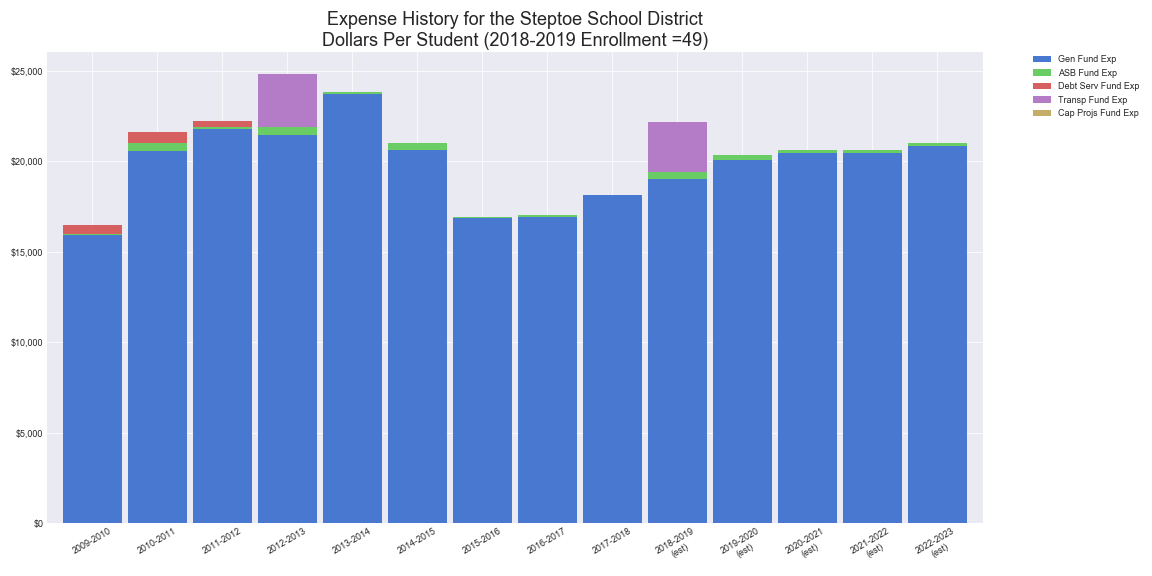 Expense History for the Steptoe School District
Dollars Per Student (2018-2019 Enrollment =49)
Gen Fund Exp
ASB Fund Exp
Debt Serv Fund Exp
Transp Fund Exp
Cap Projs Fund Exp
$25,000
$20,000
$15,000
$10,000
$5,000
$0
2009-2010
2010-2011
2011-2012
2012-2013
2013-2014
2014-2015
2015-2016
2016-2017
2017-2018
2018-2019
(est)
2019-2020
(est)
2020-2021
(est)
2021-2022
(est)
2022-2023
(est)